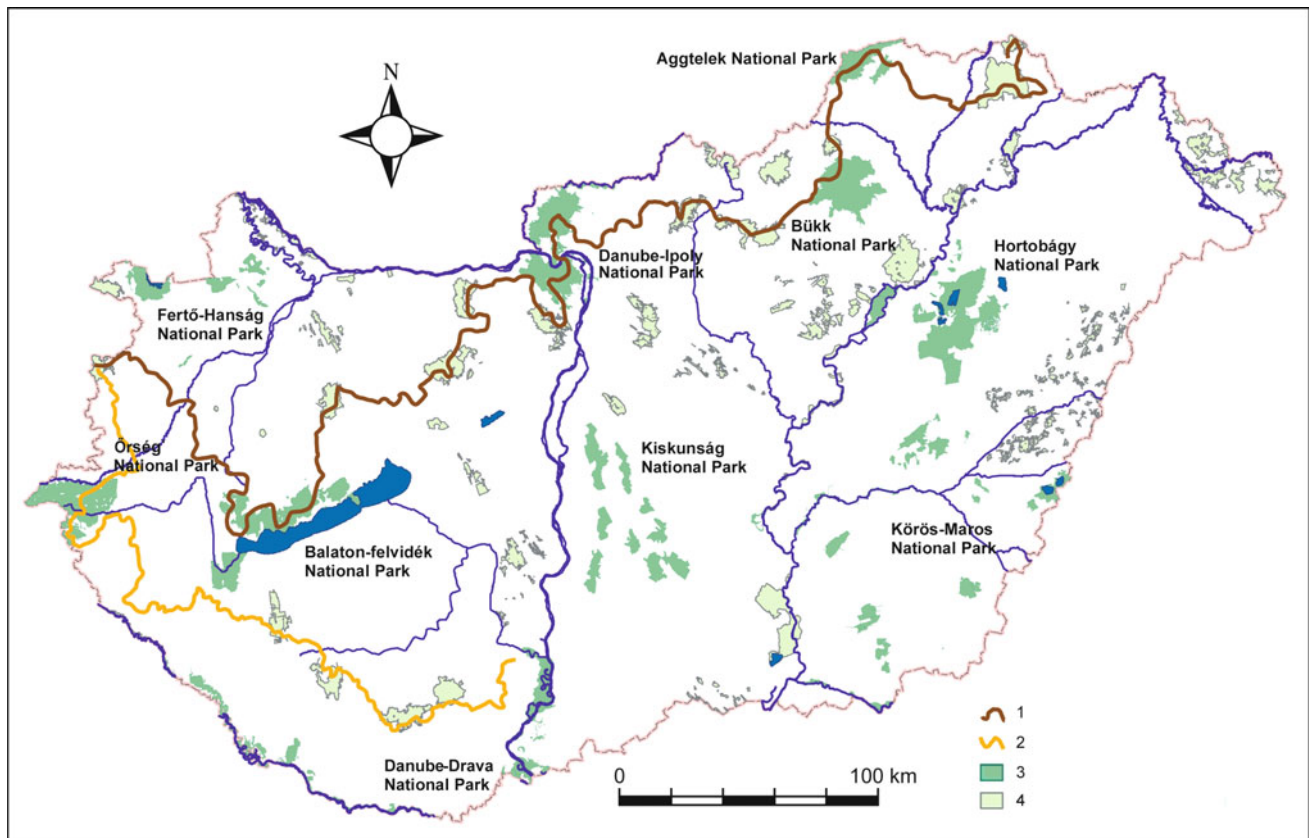 Aggtelek National Park
N
Bükk
National Park
Hortobágy
National Park
Danube-Ipoly
National Park
Fertő-Hanság
National Park
Őrség
National Park
Kiskunság
National Park
Körös-Maros
National Park
Balaton-felvidék
National Park
Danube-Drava
National Park
0
100 km
1
2
3
4